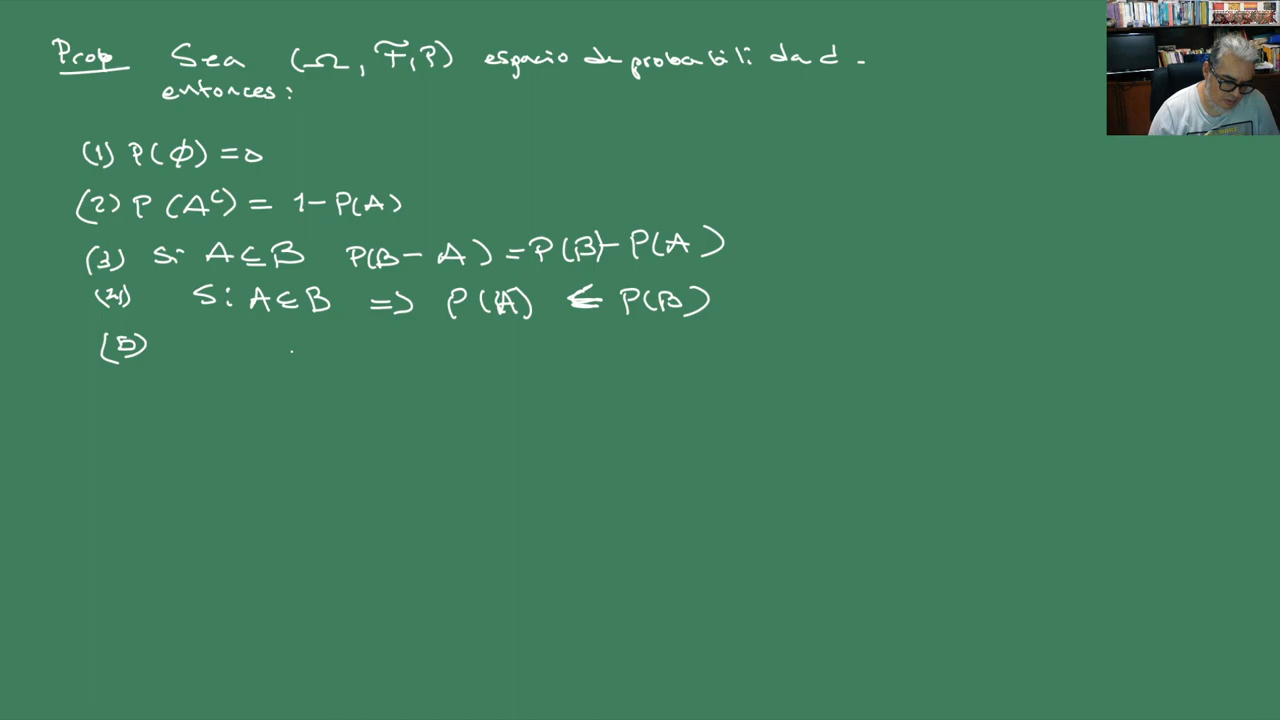 Prop Sea (Ω, F, P) espacio de probabilidad.
entonces:
(1) P(φ) = 0
(2) P(A^c) = 1 - P(A)
(3) Si A ⊆ B P(B - A) = P(B) - P(A)
(4) Si A ⊆ B => P(A) ≤ P(B)
(5)